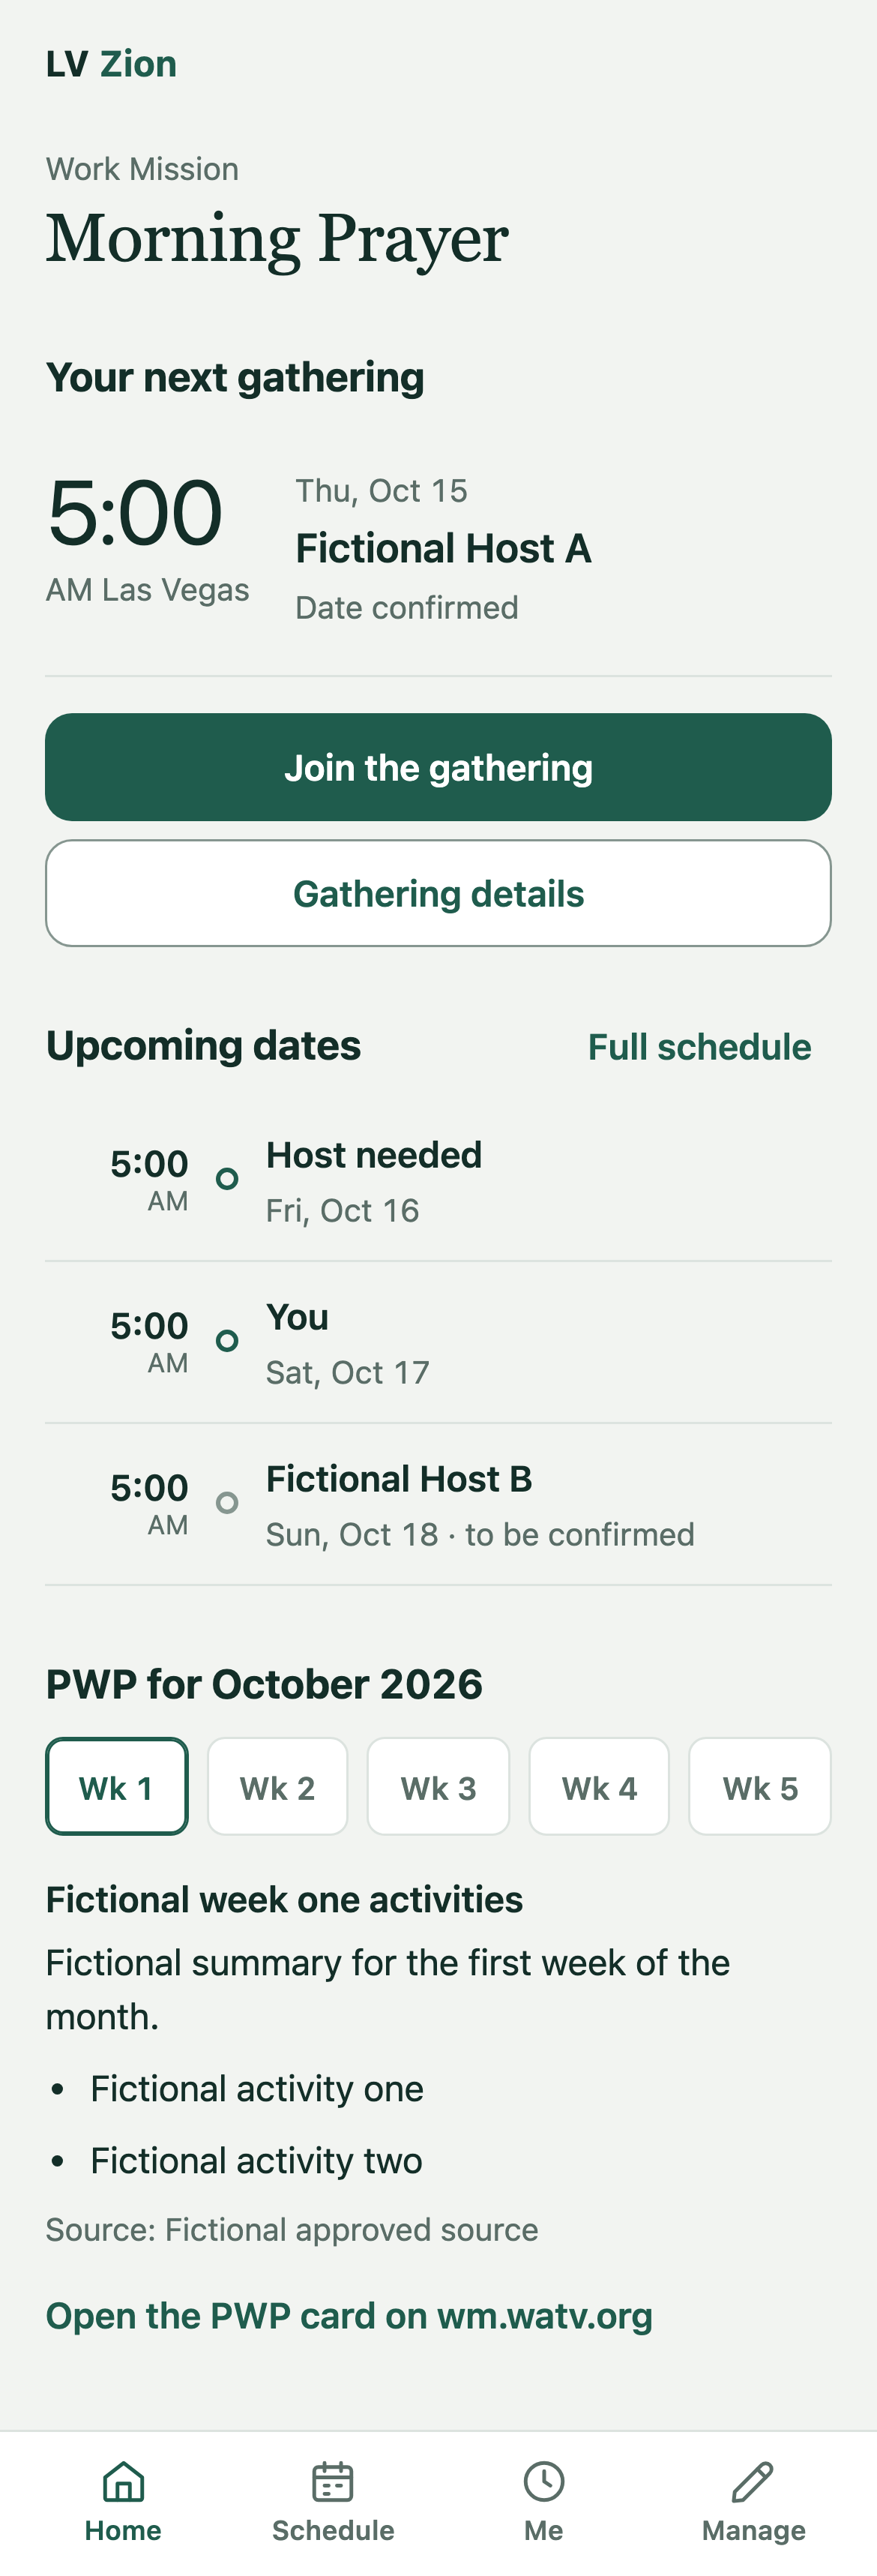 LV Zion
Work Mission
Morning Prayer
Your next gathering
5:00
AM Las Vegas
Thu, Oct 15
Fictional Host A
Date confirmed
Join the gathering
Gathering details
Upcoming dates
Full schedule
5:00
AM
Host needed
Fri, Oct 16
5:00
AM
You
Sat, Oct 17
5:00
AM
Fictional Host B
Sun, Oct 18 · to be confirmed
PWP for October 2026
Wk 1
Wk 2
Wk 3
Wk 4
Wk 5
Fictional week one activities
Fictional summary for the first week of the
month.
• Fictional activity one
• Fictional activity two
Source: Fictional approved source
Open the PWP card on wm.watv.org
Home
Schedule
Me
Manage